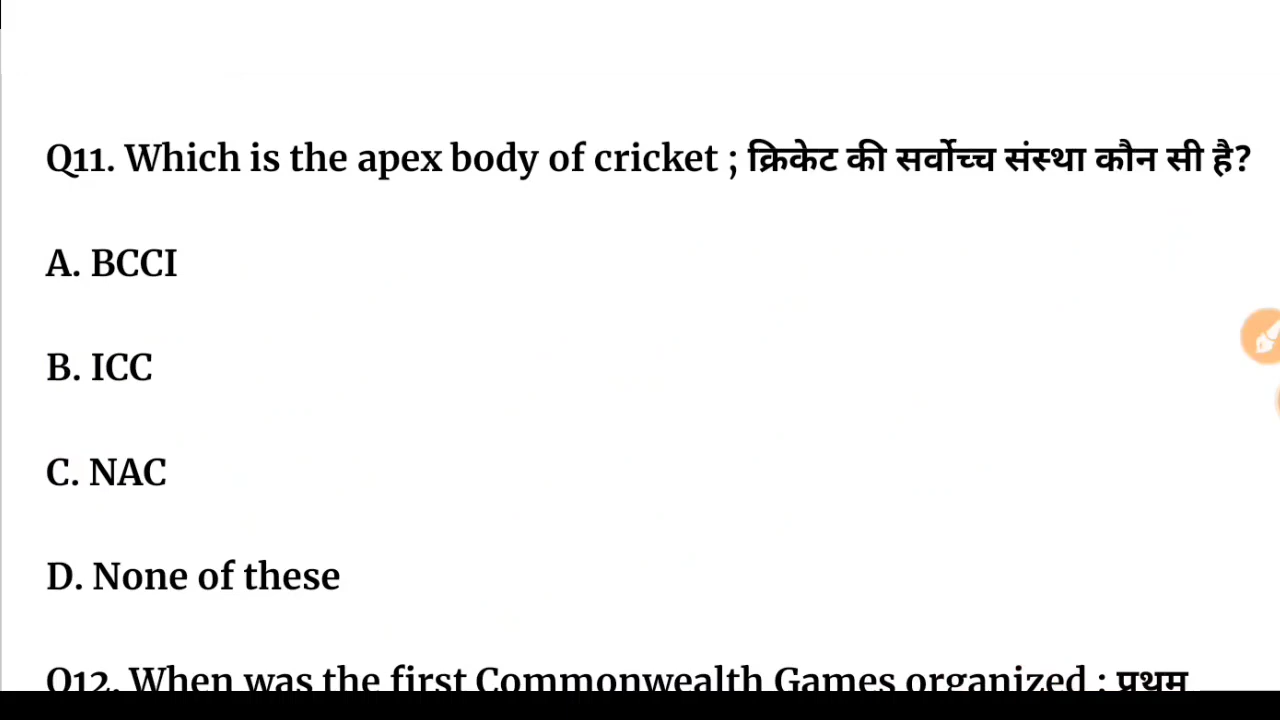 Q11. Which is the apex body of cricket ; क्रिकेट की सर्वोच्च संस्था कौन सी है?
A. BCCI
B. ICC
C. NAC
D. None of these
Q12. When was the first Commonwealth Games organized ; प्रथम